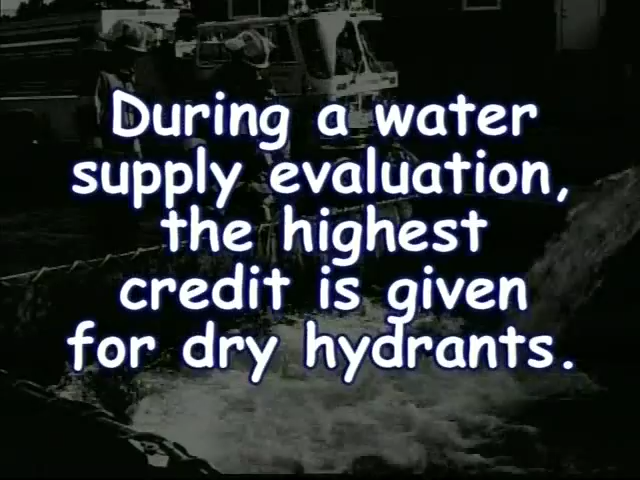 During a water
supply evaluation,
the highest
credit is given
for dry hydrants.